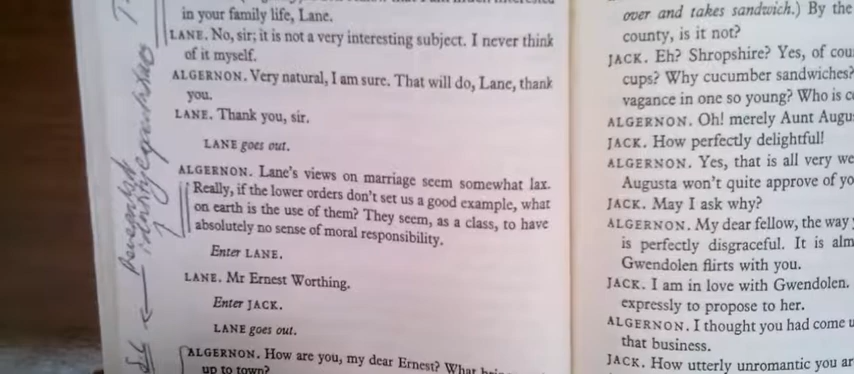 in your family life, Lane.
LANE. No, sir; it is not a very interesting subject. I never think
of it myself.
ALGERNON. Very natural, I am sure. That will do, Lane, thank
you.
LANE. Thank you, sir.
LANE goes out.
ALGERNON. Lane's views on marriage seem somewhat lax.
Really, if the lower orders don't set us a good example, what
on earth is the use of them? They seem, as a class, to have
absolutely no sense of moral responsibility.
Enter LANE.
LANE. Mr Ernest Worthing.
Enter JACK.
LANE goes out.
ALGERNON. How are you, my dear Ernest? What
up to town?
over and takes sandwich.) By the
county, is it not?
JACK. Eh? Shropshire? Yes, of
cups? Why cucumber sandwiches?
in one so young? Who is
ALGERNON. Oh! merely Aunt
JACK. How perfectly delightful!
ALGERNON. Yes, that is all very
Augusta won't quite approve of
JACK. May I ask why?
ALGERNON. My dear fellow, the way
is perfectly disgraceful. It is
Gwendolen flirts with you.
JACK. I am in love with Gwendolen.
expressly to propose to her.
ALGERNON. I thought you had come
that business.
JACK. How utterly unromantic you